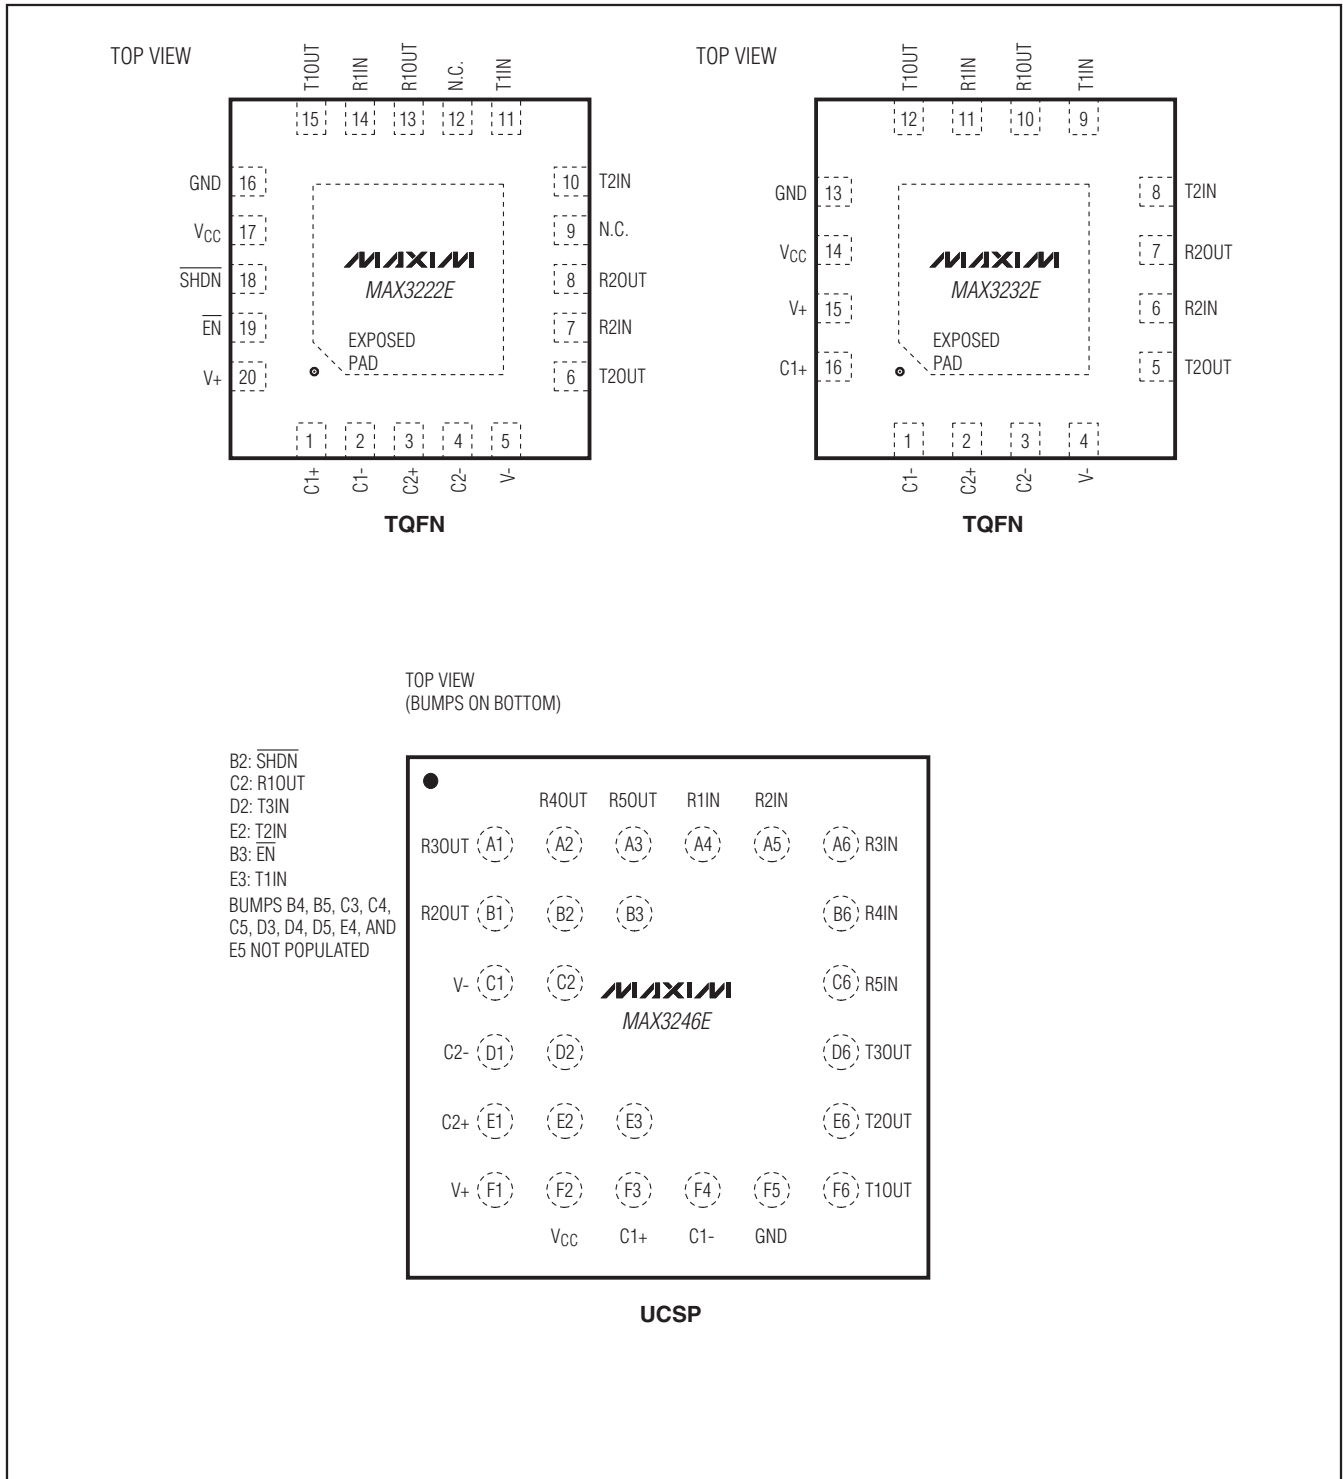 TOP VIEW
T1OUT R1IN R1OUT N.C. T1IN
15 14 13 12 11
GND 16
VCC 17
SHDN 18
EN 19
V+ 20
10 T2IN
9 N.C.
8 R2OUT
7 R2IN
6 T2OUT
MAXIM
MAX3222E
EXPOSED
PAD
1 2 3 4 5
C1+ C1- C2+ C2- V-
TQFN
TOP VIEW
T1OUT R1IN R1OUT T1IN
12 11 10 9
GND 13
VCC 14
V+ 15
C1+ 16
8 T2IN
7 R2OUT
6 R2IN
5 T2OUT
MAXIM
MAX3232E
EXPOSED
PAD
1 2 3 4
C1- C2+ C2- V-
TQFN
TOP VIEW
(BUMPS ON BOTTOM)
B2: SHDN
C2: R1OUT
D2: T3IN
E2: T2IN
B3: EN
E3: T1IN
BUMPS B4, B5, C3, C4,
C5, D3, D4, D5, E4, AND
E5 NOT POPULATED
R4OUT R5OUT R1IN R2IN
R3OUT A1 A2 A3 A4 A5 A6 R3IN
R2OUT B1 B2 B3 B6 R4IN
V- C1 C2 MAXIM C6 R5IN
MAX3246E
C2- D1 D2 D6 T3OUT
C2+ E1 E2 E3 E6 T2OUT
V+ F1 F2 F3 F4 F5 F6 T1OUT
VCC C1+ C1- GND
UCSP